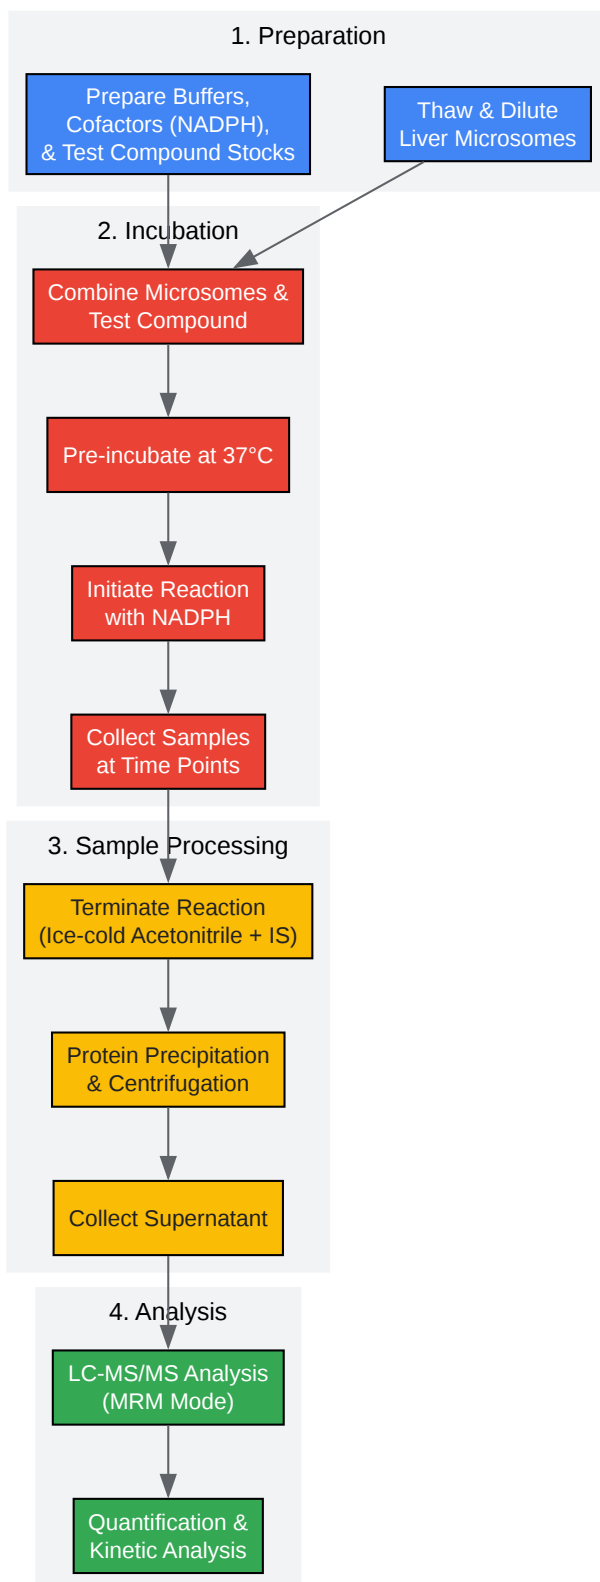 1. Preparation
Prepare Buffers,
Cofactors (NADPH),
& Test Compound Stocks
Thaw & Dilute
Liver Microsomes
2. Incubation
Combine Microsomes &
Test Compound
Pre-incubate at 37°C
Initiate Reaction
with NADPH
Collect Samples
at Time Points
3. Sample Processing
Terminate Reaction
(Ice-cold Acetonitrile + IS)
Protein Precipitation
& Centrifugation
Collect Supernatant
4. Analysis
LC-MS/MS Analysis
(MRM Mode)
Quantification &
Kinetic Analysis